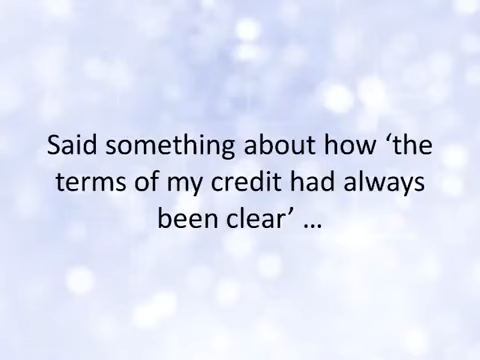 Said something about how ‘the
terms of my credit had always
been clear’ …